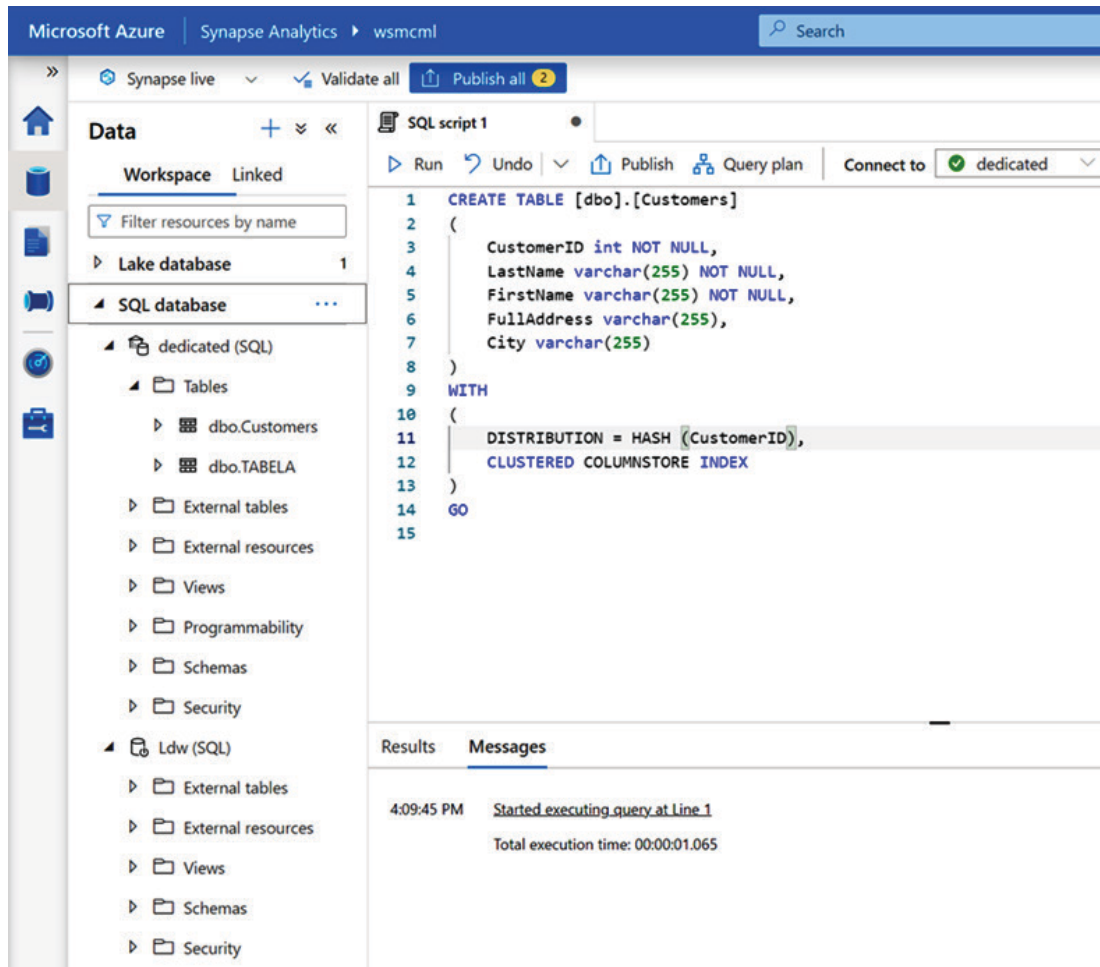 Microsoft Azure Synapse Analytics wsmcml Search
Synapse live Validate all Publish all 2
Data
Workspace Linked
Filter resources by name
Lake database 1
SQL database
dedicated (SQL)
Tables
dbo.Customers
dbo.TABELA
External tables
External resources
Views
Programmability
Schemas
Security
Ldw (SQL)
External tables
External resources
Views
Schemas
Security
SQL script 1
Run Undo Publish Query plan Connect to dedicated
1 CREATE TABLE [dbo].[Customers]
2 (
3 CustomerID int NOT NULL,
4 LastName varchar(255) NOT NULL,
5 FirstName varchar(255) NOT NULL,
6 FullAddress varchar(255),
7 City varchar(255)
8 )
9 WITH
10 (
11 DISTRIBUTION = HASH (CustomerID),
12 CLUSTERED COLUMNSTORE INDEX
13 )
14 GO
15
Results Messages
4:09:45 PM Started executing query at Line 1
Total execution time: 00:00:01.065